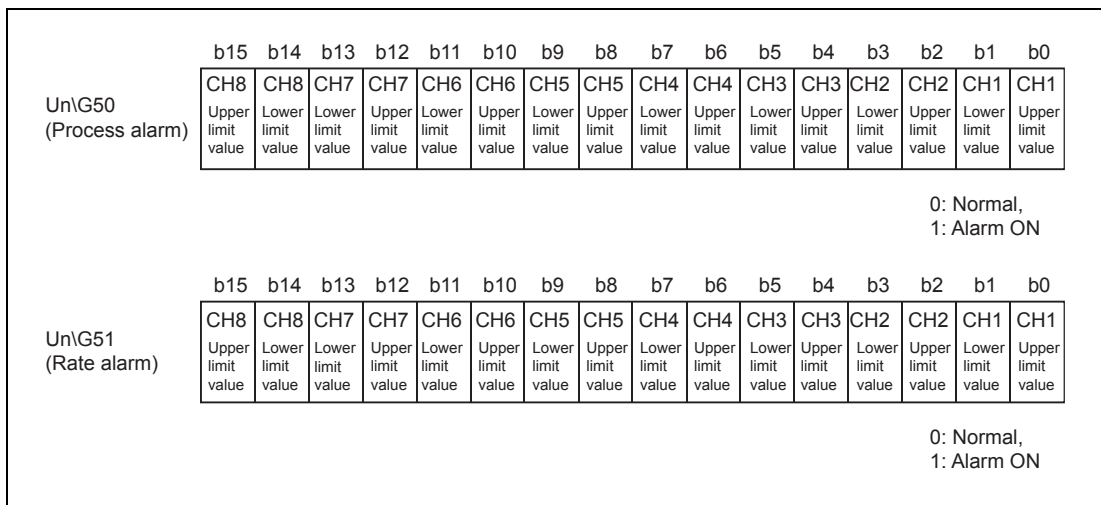 b15 b14 b13 b12 b11 b10 b9 b8 b7 b6 b5 b4 b3 b2 b1 b0
Un\G50
(Process alarm)
CH8 CH8 CH7 CH7 CH6 CH6 CH5 CH5 CH4 CH4 CH3 CH3 CH2 CH2 CH1 CH1
Upper Lower Lower Upper Lower Upper Lower Upper Lower Upper Lower Upper Lower Upper Lower Upper
limit limit limit limit limit limit limit limit limit limit limit limit limit limit limit limit
value value value value value value value value value value value value value value value value
0: Normal,
1: Alarm ON
b15 b14 b13 b12 b11 b10 b9 b8 b7 b6 b5 b4 b3 b2 b1 b0
Un\G51
(Rate alarm)
CH8 CH8 CH7 CH7 CH6 CH6 CH5 CH5 CH4 CH4 CH3 CH3 CH2 CH2 CH1 CH1
Upper Lower Lower Upper Lower Upper Lower Upper Lower Upper Lower Upper Lower Upper Lower Upper
limit limit limit limit limit limit limit limit limit limit limit limit limit limit limit limit
value value value value value value value value value value value value value value value value
0: Normal,
1: Alarm ON